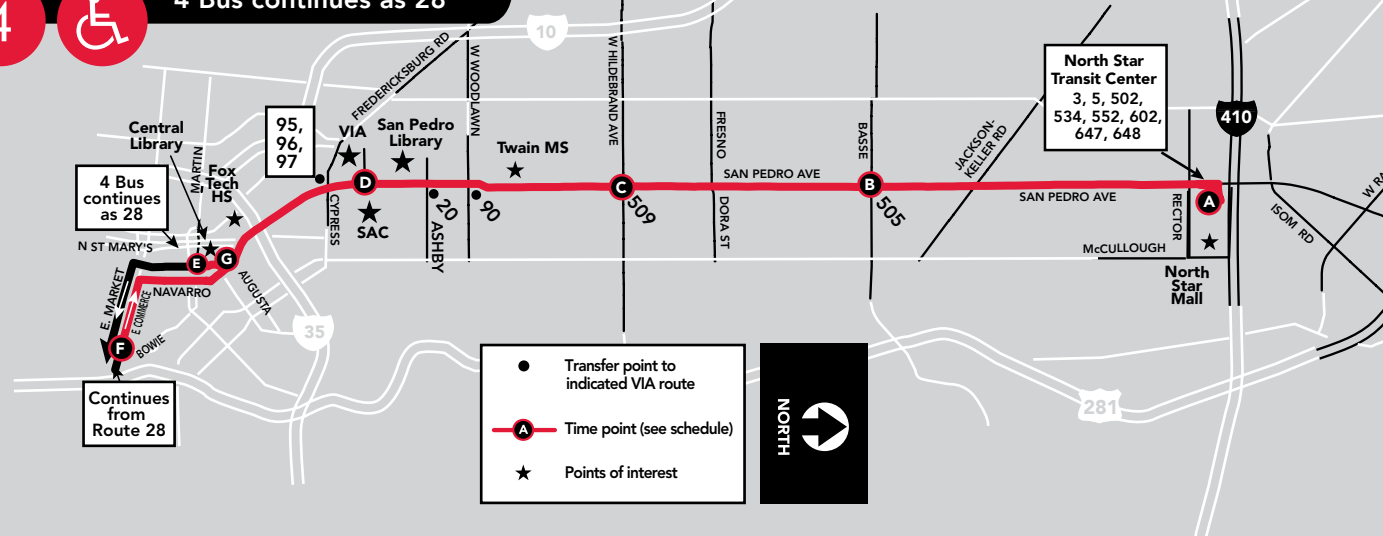 4
4 Bus continues as 28
10
North Star
Transit Center
3, 5, 502,
534, 552, 602,
647, 648
410
FREDERICKSBURG RD
W WOODLAWN
W HILDEBRAND AVE
FRESNO
BASSE
JACKSON-
KELLER RD
95,
96,
97
VIA
San Pedro
Library
Twain MS
Central
Library
MARTIN
Fox
Tech
HS
4 Bus
continues
as 28
D
C
B
A
SAN PEDRO AVE
SAN PEDRO AVE
CYPRESS
SAC
20
90
ASHBY
509
DORA ST
505
RECTOR
ISOM RD
N ST MARY'S
E
G
McCULLOUGH
North
Star
Mall
E. MARKET
E COMMERCE
NAVARRO
AUGUSTA
35
F
BOWIE
Continues
from
Route 28
Transfer point to
indicated VIA route
A
Time point (see schedule)
Points of interest
NORTH
281